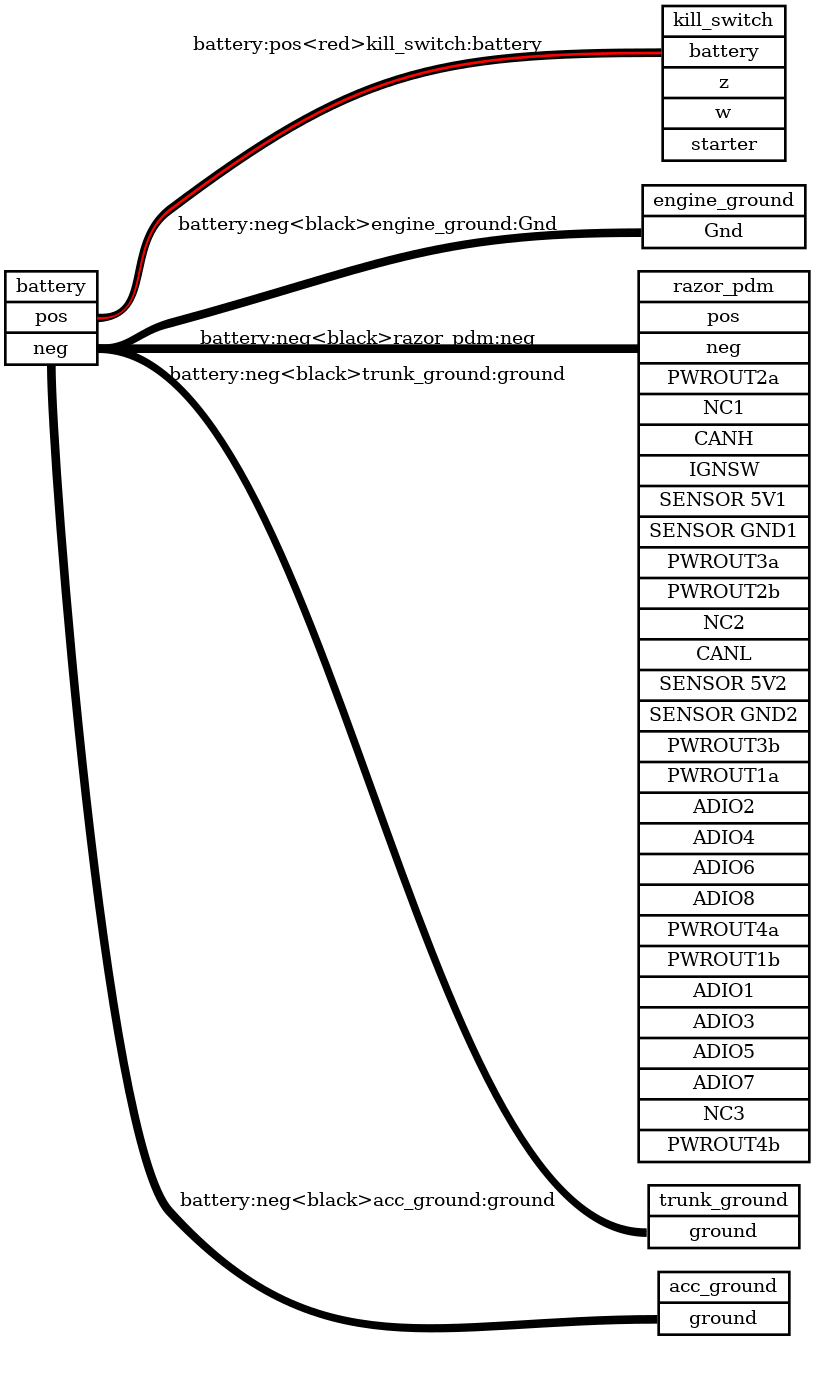 kill_switch
battery:pos<red>kill_switch:battery
battery
z
w
starter
engine_ground
battery:neg<black>engine_ground:Gnd
Gnd
battery
pos
neg
razor_pdm
pos
battery:neg<black>razor_pdm:neg
neg
battery:neg<black>trunk_ground:ground
PWROUT2a
NC1
CANH
IGNSW
SENSOR 5V1
SENSOR GND1
PWROUT3a
PWROUT2b
NC2
CANL
SENSOR 5V2
SENSOR GND2
PWROUT3b
PWROUT1a
ADIO2
ADIO4
ADIO6
ADIO8
PWROUT4a
PWROUT1b
ADIO1
ADIO3
ADIO5
ADIO7
NC3
PWROUT4b
battery:neg<black>acc_ground:ground
trunk_ground
ground
acc_ground
ground